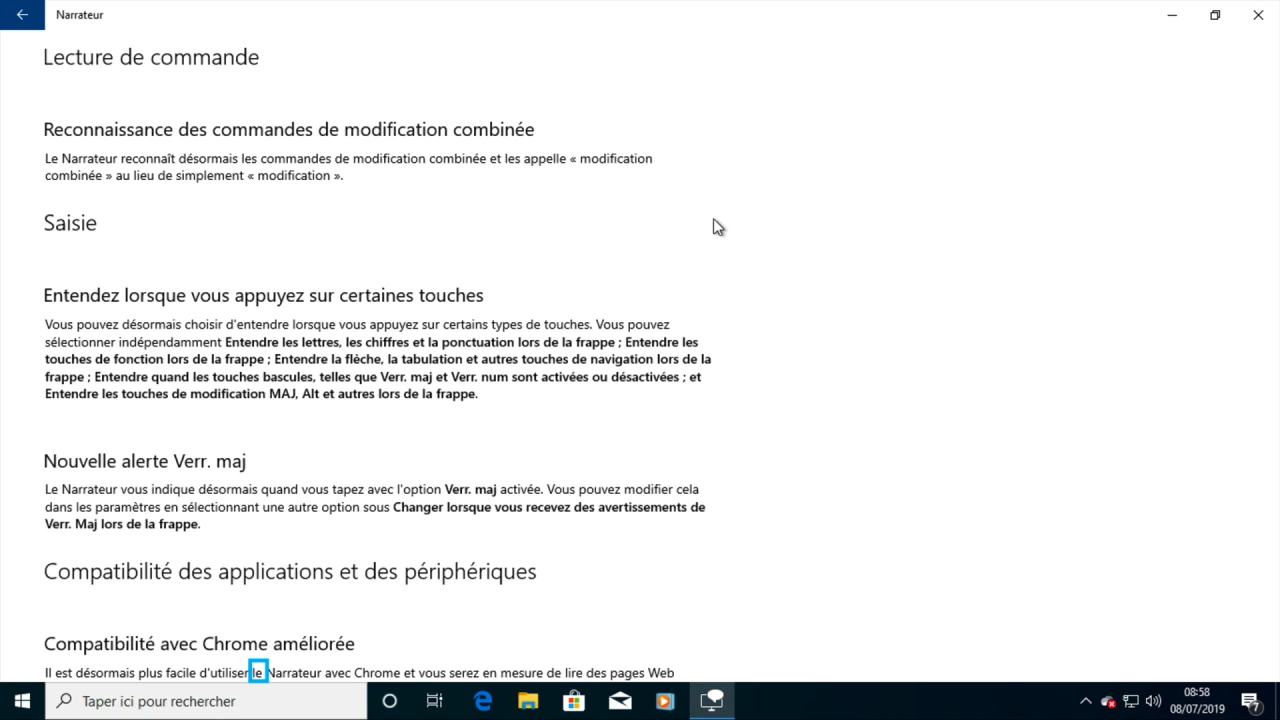 Narrateur
Lecture de commande
Reconnaissance des commandes de modification combinée
Le Narrateur reconnaît désormais les commandes de modification combinée et les appelle « modification
combinée » au lieu de simplement « modification ».
Saisie
Entendez lorsque vous appuyez sur certaines touches
Vous pouvez désormais choisir d'entendre lorsque vous appuyez sur certains types de touches. Vous pouvez
sélectionner indépendamment Entendre les lettres, les chiffres et la ponctuation lors de la frappe ; Entendre les
touches de fonction lors de la frappe ; Entendre la flèche, la tabulation et autres touches de navigation lors de la
frappe ; Entendre quand les touches bascules, telles que Verr. maj et Verr. num sont activées ou désactivées ; et
Entendre les touches de modification MAJ, Alt et autres lors de la frappe.
Nouvelle alerte Verr. maj
Le Narrateur vous indique désormais quand vous tapez avec l'option Verr. maj activée. Vous pouvez modifier cela
dans les paramètres en sélectionnant une autre option sous Changer lorsque vous recevez des avertissements de
Verr. Maj lors de la frappe.
Compatibilité des applications et des périphériques
Compatibilité avec Chrome améliorée
Il est désormais plus facile d'utiliser le Narrateur avec Chrome et vous serez en mesure de lire des pages Web
Taper ici pour rechercher
08:58
08/07/2019
7